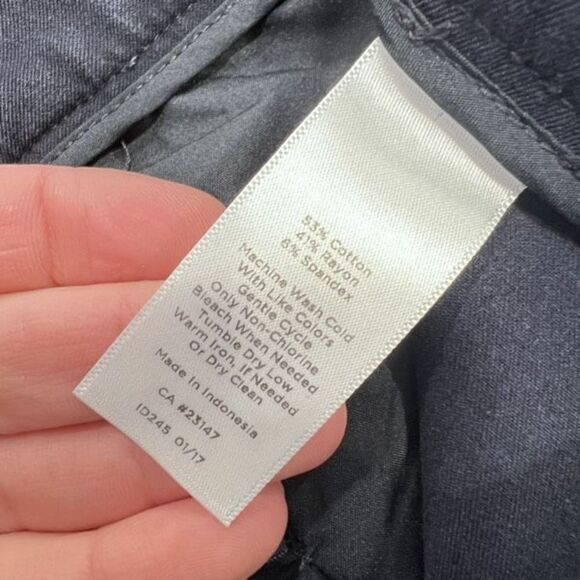 53% Cotton
41% Rayon
6% Spandex
Machine Wash Cold
With Like Colors
Gentle Cycle
Only Non-Chlorine
Bleach When Needed
Tumble Dry Low
Warm Iron, If Needed
Or Dry Clean
Made in Indonesia
CA #23147
ID245 01/17